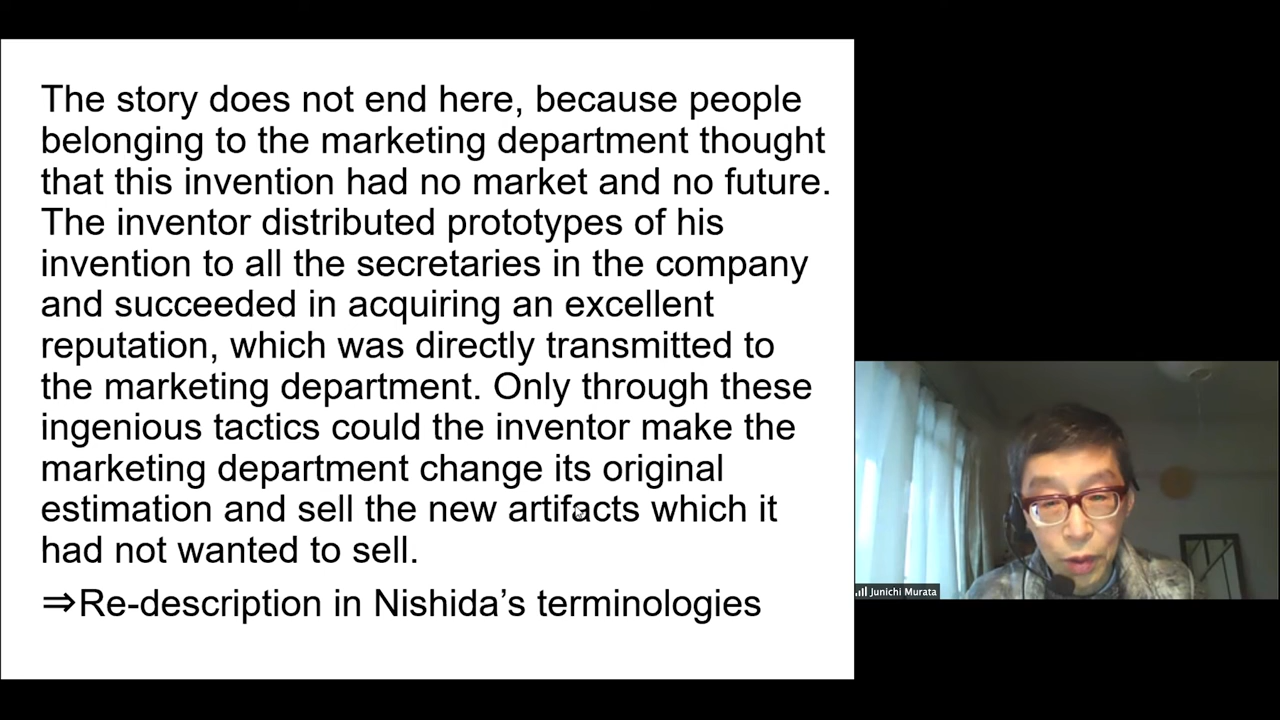 The story does not end here, because people
belonging to the marketing department thought
that this invention had no market and no future.
The inventor distributed prototypes of his
invention to all the secretaries in the company
and succeeded in acquiring an excellent
reputation, which was directly transmitted to
the marketing department. Only through these
ingenious tactics could the inventor make the
marketing department change its original
estimation and sell the new artifacts which it
had not wanted to sell.
⇒Re-description in Nishida’s terminologies
Junichi Murata